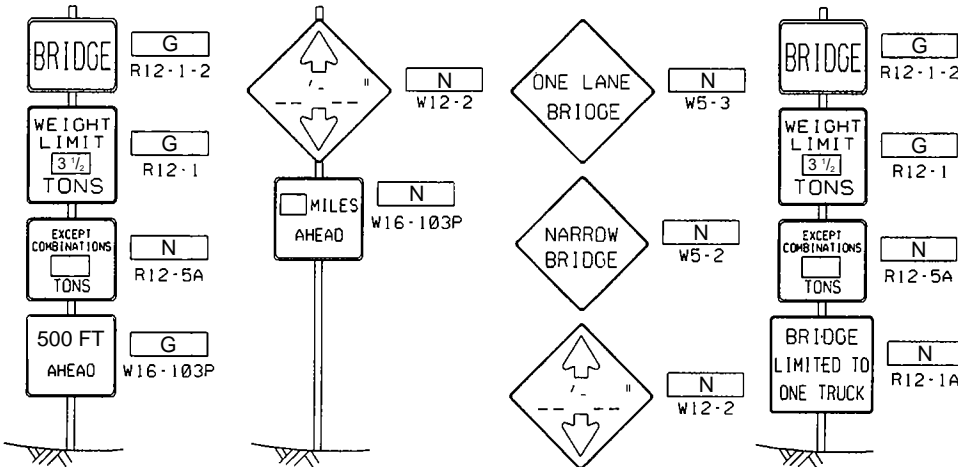 BRIDGE
G
R12-1-2
WEIGHT
LIMIT
3 1/2
TONS
G
R12-1
EXCEPT
COMBINATIONS
TONS
N
R12-5A
500 FT
AHEAD
G
W16-103P
' - "
N
W12-2
MILES
AHEAD
N
W16-103P
ONE LANE
BRIDGE
N
W5-3
NARROW
BRIDGE
N
W5-2
' - "
N
W12-2
BRIDGE
G
R12-1-2
WEIGHT
LIMIT
3 1/2
TONS
G
R12-1
EXCEPT
COMBINATIONS
TONS
N
R12-5A
BRIDGE
LIMITED TO
ONE TRUCK
N
R12-1A